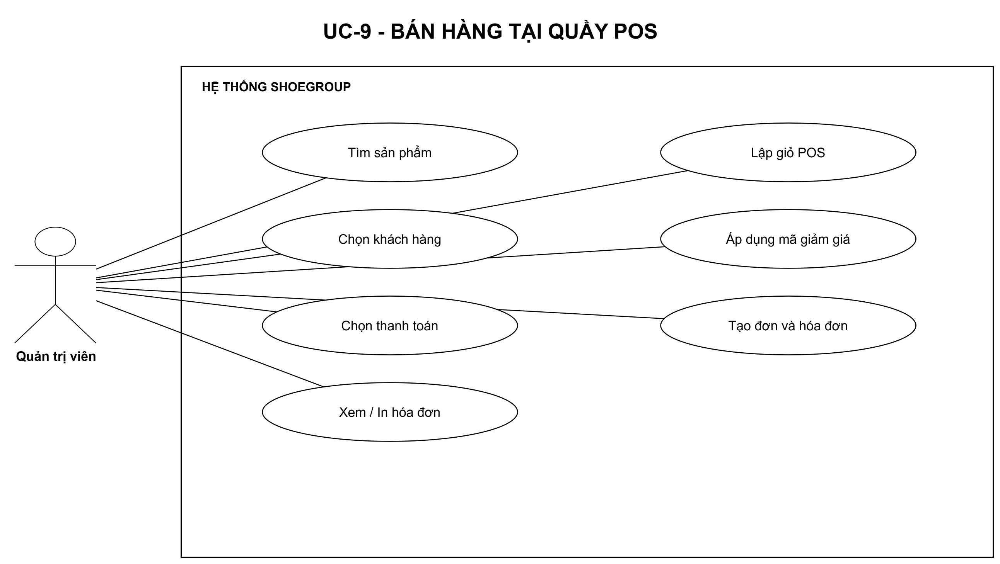 UC-9 - BÁN HÀNG TẠI QUẦY POS
HỆ THỐNG SHOEGROUP
Tìm sản phẩm
Lập giỏ POS
Chọn khách hàng
Áp dụng mã giảm giá
Chọn thanh toán
Tạo đơn và hóa đơn
Quản trị viên
Xem / In hóa đơn